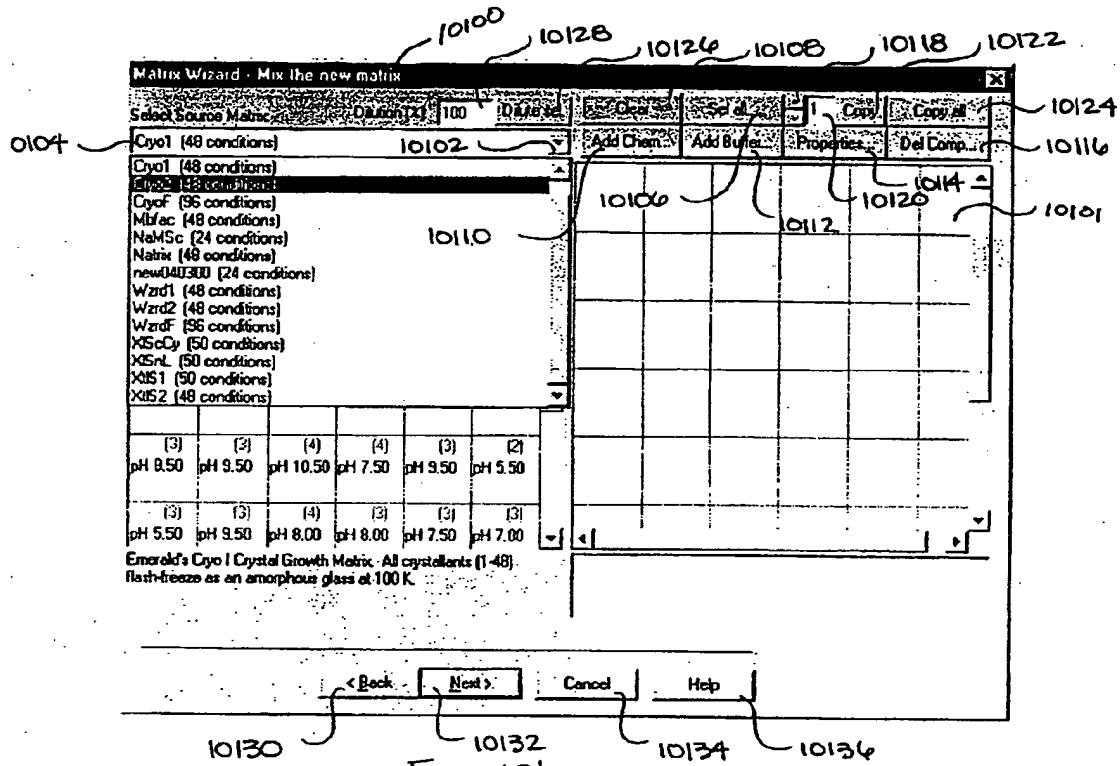 10100 10128 10126 10108 10118 10122
Matrix Wizard - Mix the new matrix
Select Source Matrix: Dilution [%] 100 Dilute sel. Clear Set all... 1 Copy Copy all 10124
0104 Cryo1 (48 conditions) 10102 Add Chem... Add Buffer... Properties... Del Comp... 10116
Cryo1 (48 conditions)
(48 conditions)
CryoF (96 conditions)
Mbfac (48 conditions)
NaMSc (24 conditions)
Natrix (48 conditions)
new040300 (24 conditions)
Wzrd1 (48 conditions)
Wzrd2 (48 conditions)
WzrdF (96 conditions)
XlScCy (50 conditions)
XlSnL (50 conditions)
XtlS1 (50 conditions)
XtlS2 (48 conditions)
10110 10106 10112 10120 10114 10101
(3) (3) (4) (4) (3) (2)
pH 8.50 pH 9.50 pH 10.50 pH 7.50 pH 9.50 pH 5.50
(3) (3) (4) (3) (3) (3)
pH 5.50 pH 9.50 pH 8.00 pH 8.00 pH 7.50 pH 7.00
Emerald's Cryo I Crystal Growth Matrix - All crystallants (1-48)
flash-freeze as an amorphous glass at 100 K.
< Back Next > Cancel Help
10130 10132 10134 10136